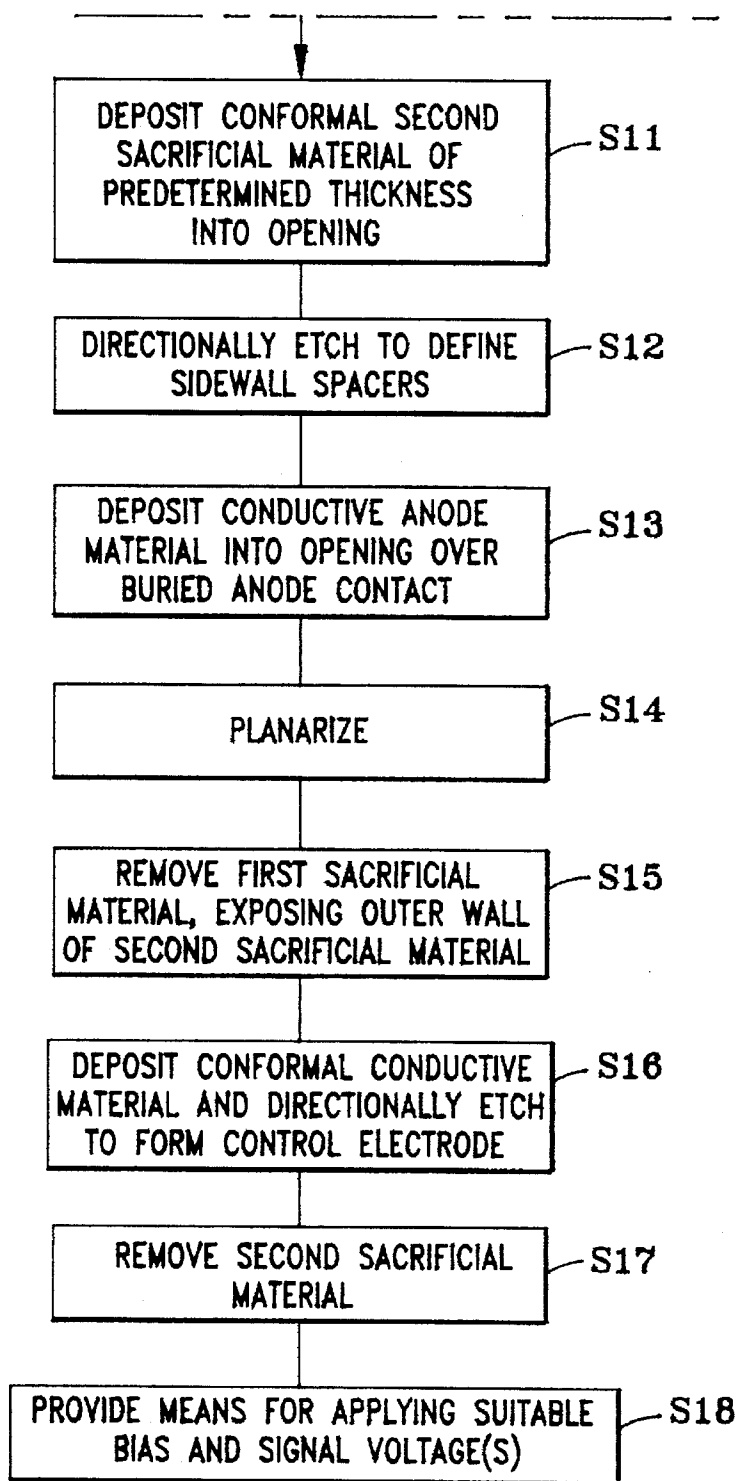 DEPOSIT CONFORMAL SECOND
SACRIFICIAL MATERIAL OF
PREDETERMINED THICKNESS
INTO OPENING
S11
DIRECTIONALLY ETCH TO DEFINE
SIDEWALL SPACERS
S12
DEPOSIT CONDUCTIVE ANODE
MATERIAL INTO OPENING OVER
BURIED ANODE CONTACT
S13
PLANARIZE
S14
REMOVE FIRST SACRIFICIAL
MATERIAL, EXPOSING OUTER WALL
OF SECOND SACRIFICIAL MATERIAL
S15
DEPOSIT CONFORMAL CONDUCTIVE
MATERIAL AND DIRECTIONALLY ETCH
TO FORM CONTROL ELECTRODE
S16
REMOVE SECOND SACRIFICIAL
MATERIAL
S17
PROVIDE MEANS FOR APPLYING SUITABLE
BIAS AND SIGNAL VOLTAGE(S)
S18